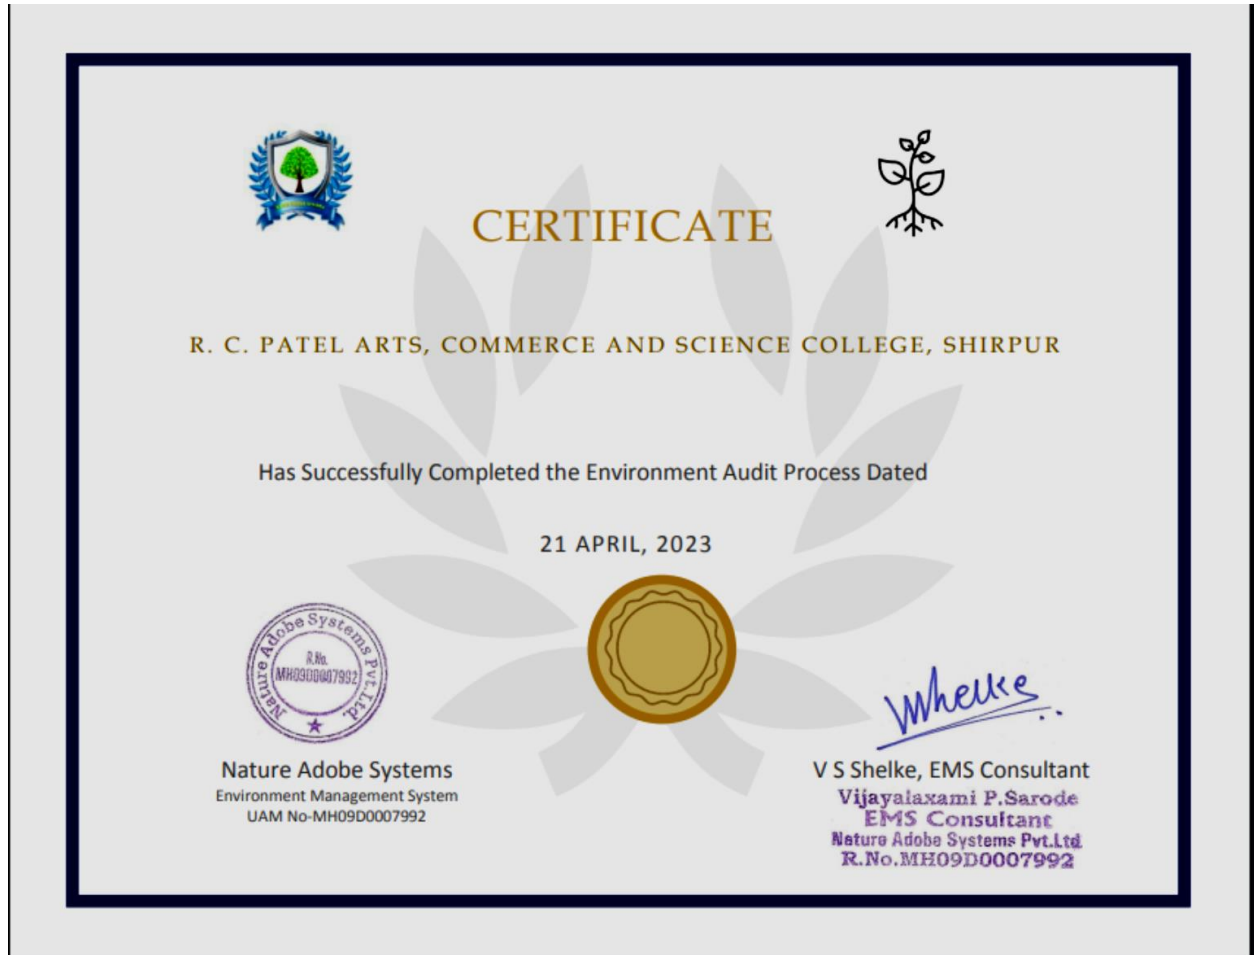 CERTIFICATE
R. C. PATEL ARTS, COMMERCE AND SCIENCE COLLEGE, SHIRPUR
Has Successfully Completed the Environment Audit Process Dated
21 APRIL, 2023
Nature Adobe Systems Pvt.Ltd.
R.No.
MH09D0007992
Nature Adobe Systems
Environment Management System
UAM No-MH09D0007992
VShelke
V S Shelke, EMS Consultant
Vijayalaxami P.Sarode
EMS Consultant
Nature Adobe Systems Pvt.Ltd
R.No.MH09D0007992